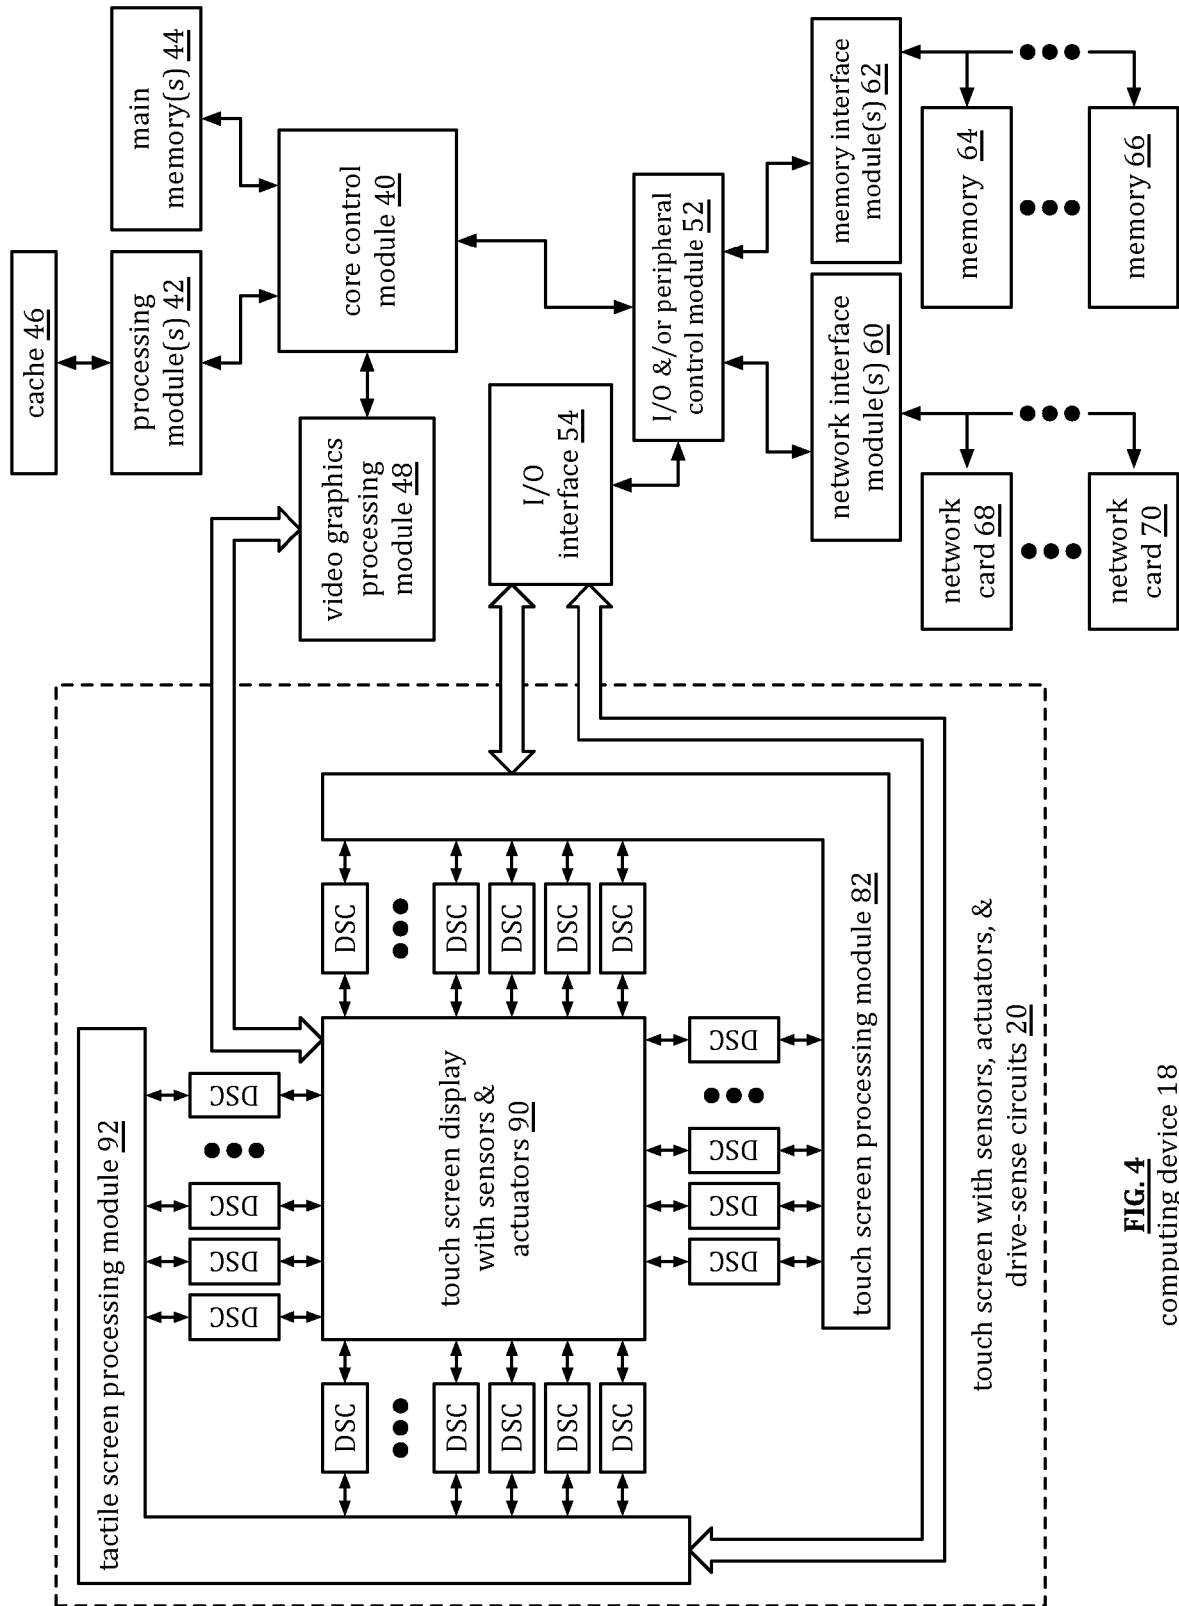 tactile screen processing module 92
DSC
DSC
DSC
DSC
DSC
DSC
DSC
DSC
DSC
touch screen display
with sensors &
actuators 90
DSC
DSC
DSC
DSC
DSC
DSC
DSC
DSC
DSC
touch screen processing module 82
touch screen with sensors, actuators, &
drive-sense circuits 20
cache 46
processing
module(s) 42
main
memory(s) 44
core control
module 40
video graphics
processing
module 48
I/O
interface 54
I/O &/or peripheral
control module 52
network interface
module(s) 60
memory interface
module(s) 62
network
card 68
memory 64
network
card 70
memory 66
FIG. 4
computing device 18